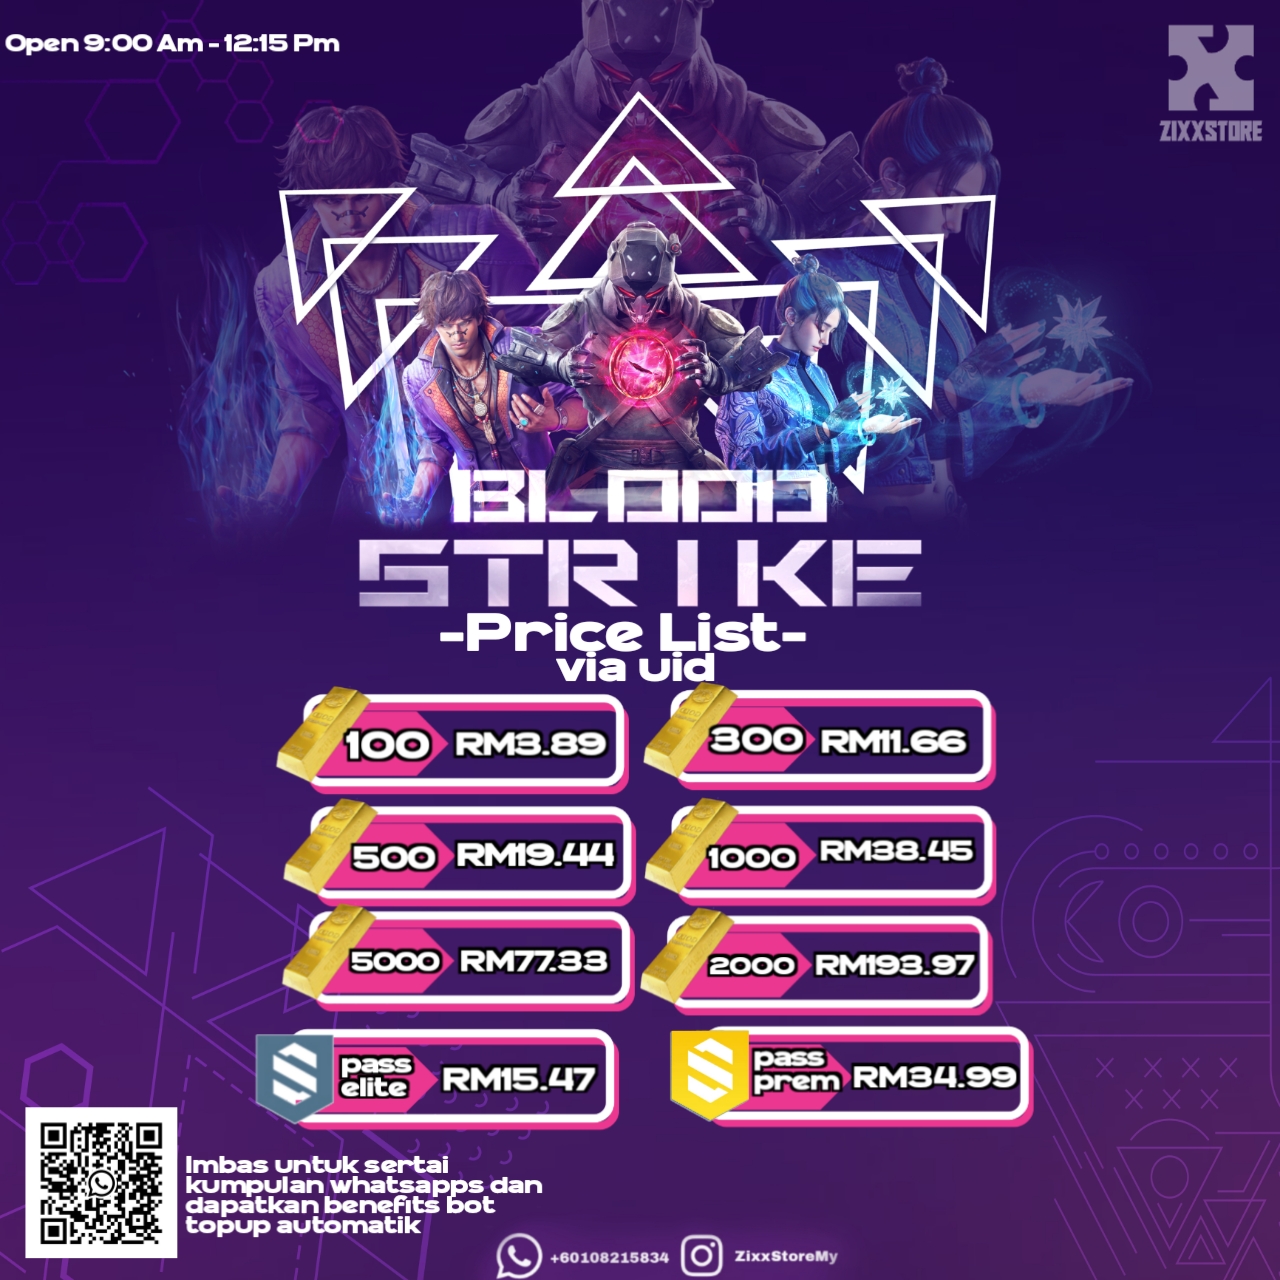 Open 9:00 Am - 12:15 Pm
ZIXXSTORE
BLOOD
STRIKE
-Price List-
via uid
100 RM3.89
300 RM11.66
500 RM19.44
1000 RM38.45
5000 RM77.33
2000 RM193.97
pass
elite
RM15.47
pass
prem
RM34.99
Imbas untuk sertai
kumpulan whatsapps dan
dapatkan benefits bot
topup automatik
+60108215834
ZixxStoreMy